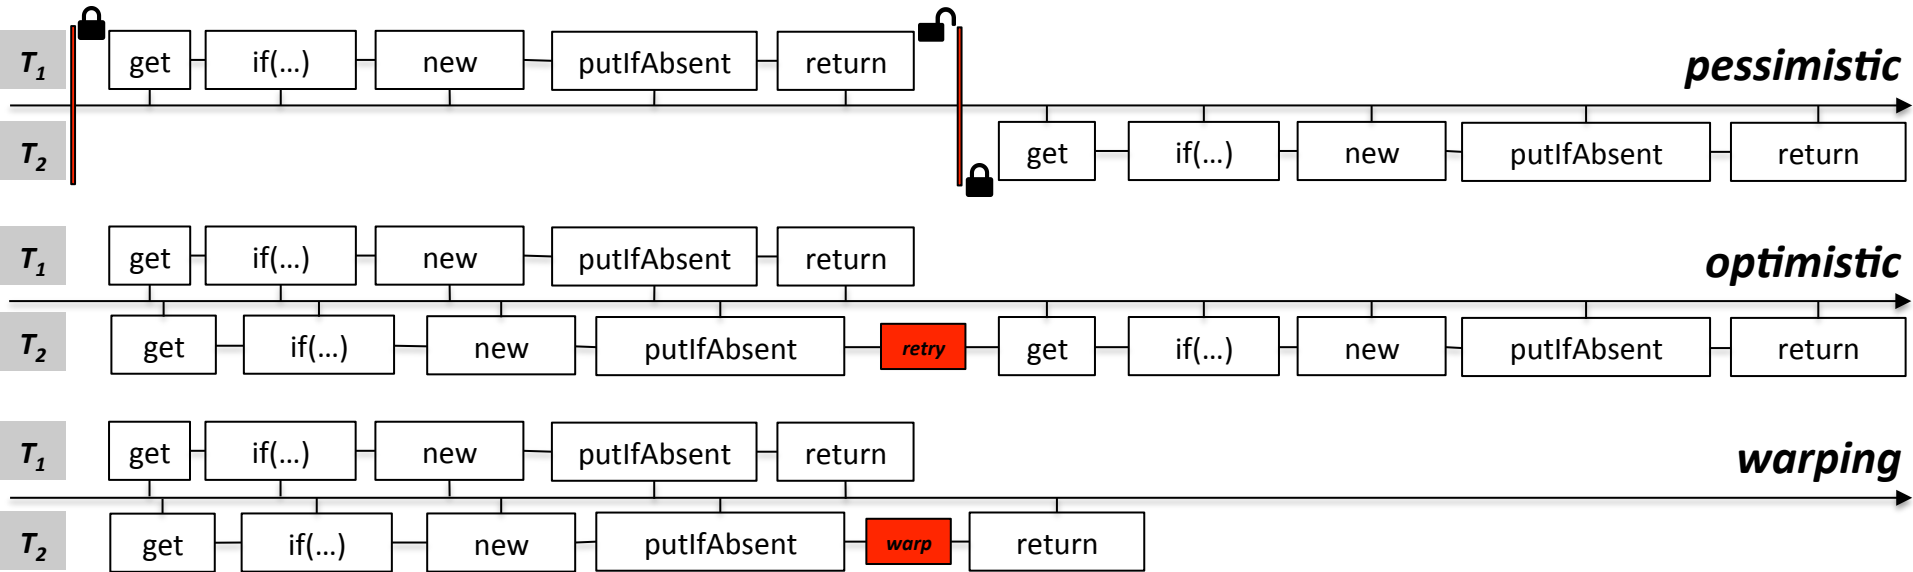 T1 get if(...) new putIfAbsent return pessimistic
T2 get if(...) new putIfAbsent return
T1 get if(...) new putIfAbsent return optimistic
T2 get if(...) new putIfAbsent retry get if(...) new putIfAbsent return
T1 get if(...) new putIfAbsent return warping
T2 get if(...) new putIfAbsent warp return